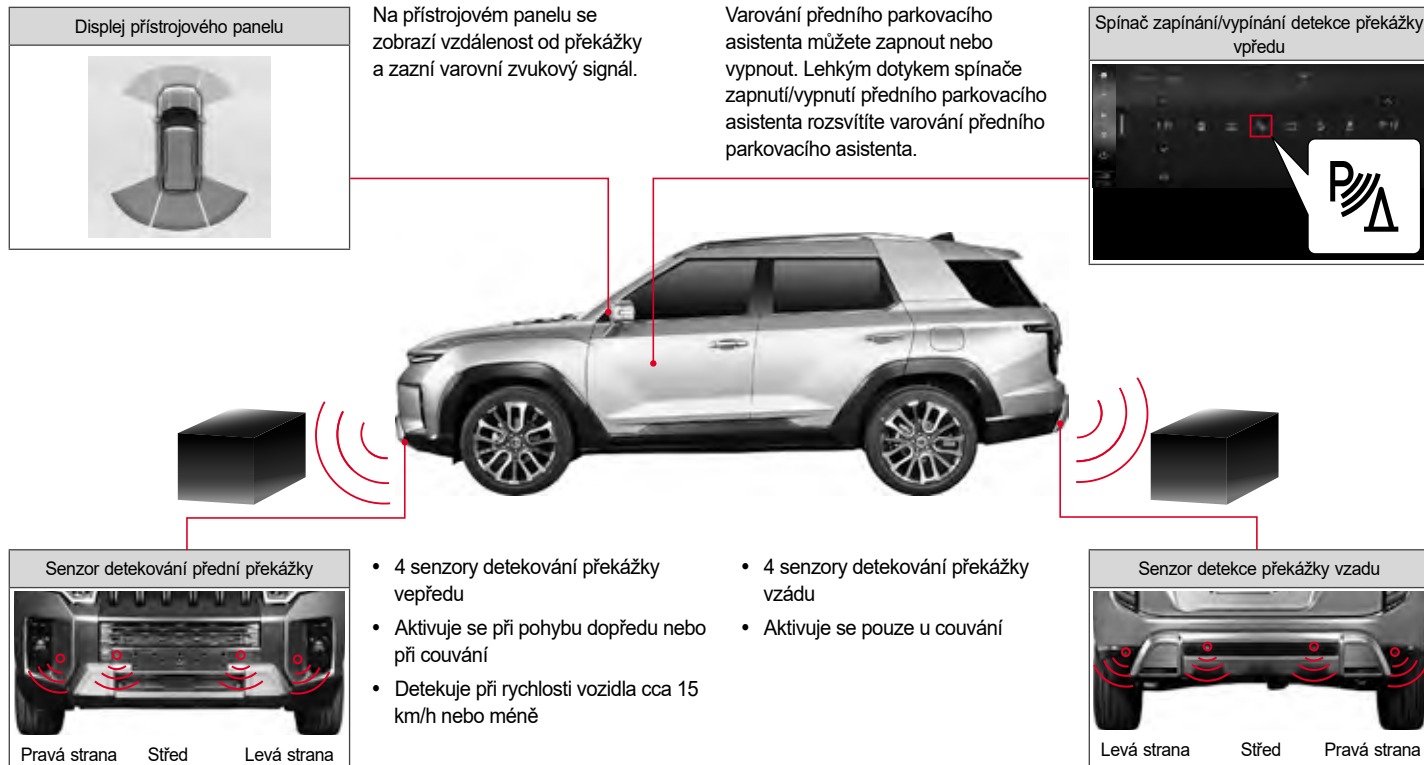 Displej přístrojového panelu
Na přístrojovém panelu se
zobrazí vzdálenost od překážky
a zazní varovní zvukový signál.
Varování předního parkovacího
asistenta můžete zapnout nebo
vypnout. Lehkým dotykem spínače
zapnutí/vypnutí předního parkovacího
asistenta rozsvítíte varování předního
parkovacího asistenta.
Spínač zapínání/vypínání detekce překážky
vpředu
P
Senzor detekování přední překážky
Pravá strana Střed Levá strana
• 4 senzory detekování překážky
vepředu
• Aktivuje se při pohybu dopředu nebo
při couvání
• Detekuje při rychlosti vozidla cca 15
km/h nebo méně
• 4 senzory detekování překážky
vzádu
• Aktivuje se pouze u couvání
Senzor detekce překážky vzadu
Levá strana Střed Pravá strana